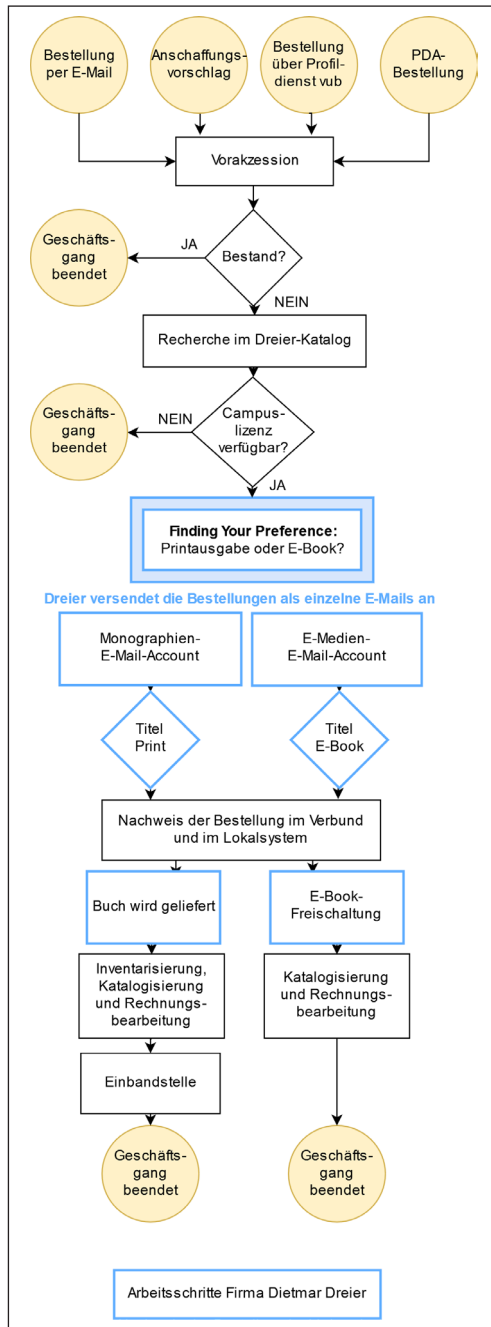 Bestellung
per E-Mail
Anschaffungs-
vorschlag
Bestellung
über Profil-
dienst vub
PDA-
Bestellung
Vorakzession
Geschäfts-
gang
beendet
JA
Bestand?
NEIN
Recherche im Dreier-Katalog
Geschäfts-
gang
beendet
NEIN
Campus-
lizenz
verfügbar?
JA
Finding Your Preference:
Printausgabe oder E-Book?
Dreier versendet die Bestellungen als einzelne E-Mails an
Monographien-
E-Mail-Account
E-Medien-
E-Mail-Account
Titel
Print
Titel
E-Book
Nachweis der Bestellung im Verbund
und im Lokalsystem
Buch wird geliefert
E-Book-
Freischaltung
Inventarisierung,
Katalogisierung
und Rechnungs-
bearbeitung
Katalogisierung
und Rechnungs-
bearbeitung
Einbandstelle
Geschäfts-
gang
beendet
Geschäfts-
gang
beendet
Arbeitsschritte Firma Dietmar Dreier